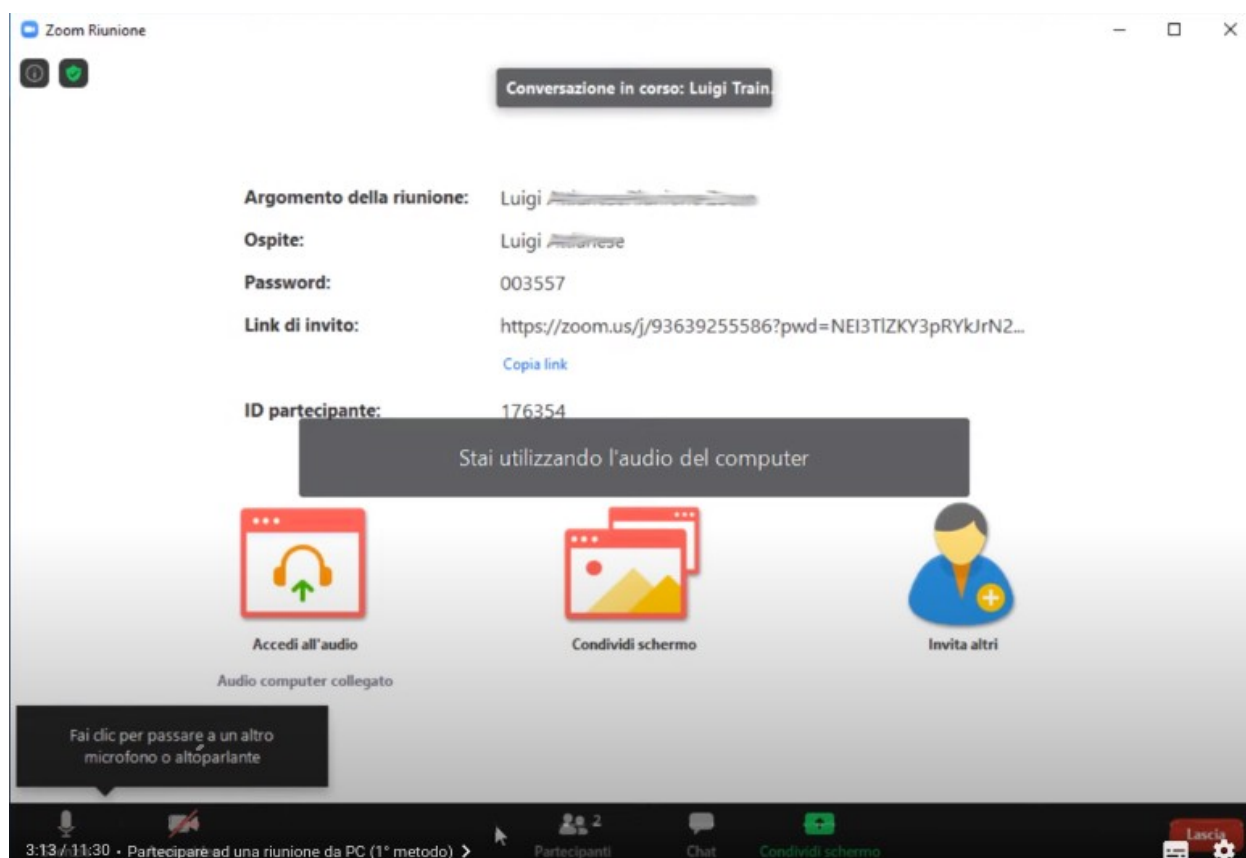 Zoom Riunione
Conversazione in corso: Luigi Train.
Argomento della riunione: Luigi
Ospite: Luigi
Password: 003557
Link di invito: https://zoom.us/j/93639255586?pwd=NEI3TlZKY3pRYkJrN2...
Copia link
ID partecipante: 176354
Stai utilizzando l'audio del computer
Accedi all'audio Condividi schermo Invita altri
Audio computer collegato
Fai clic per passare a un altro
microfono o altoparlante
2
Lascia
3:13 / 11:30 • Partecipare ad una riunione da PC (1° metodo)
Partecipanti Chat Condividi schermo